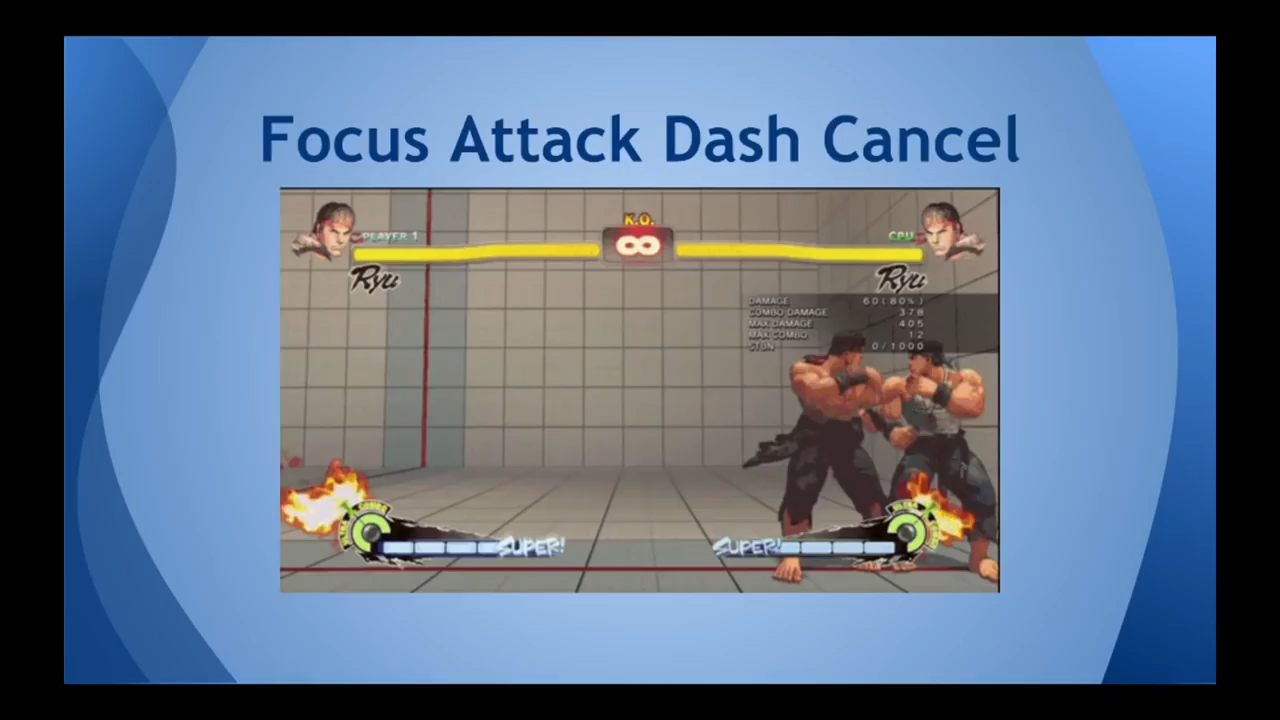 Focus Attack Dash Cancel
K.O.
PLAYER 1
CPU
∞
Ryu
Ryu
DAMAGE 60(80%)
COMBO DAMAGE 378
MAX DAMAGE 405
MAX COMBO 12
STUN 0/1000
SUPER!
SUPER!